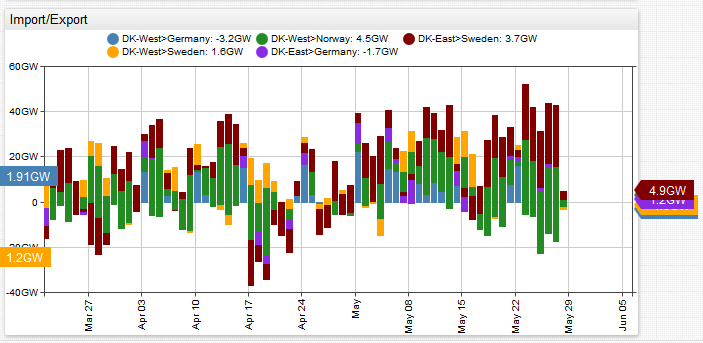 Import/Export
DK-West>Germany: -3.2GW DK-West>Norway: 4.5GW DK-East>Sweden: 3.7GW
DK-West>Sweden: 1.6GW DK-East>Germany: -1.7GW
60GW
40GW
20GW
1.91GW
4.9GW
1.2GW
0
-20GW
1.2GW
-40GW
Mar 27
Apr 03
Apr 10
Apr 17
Apr 24
May
May 08
May 15
May 22
May 29
Jun 05